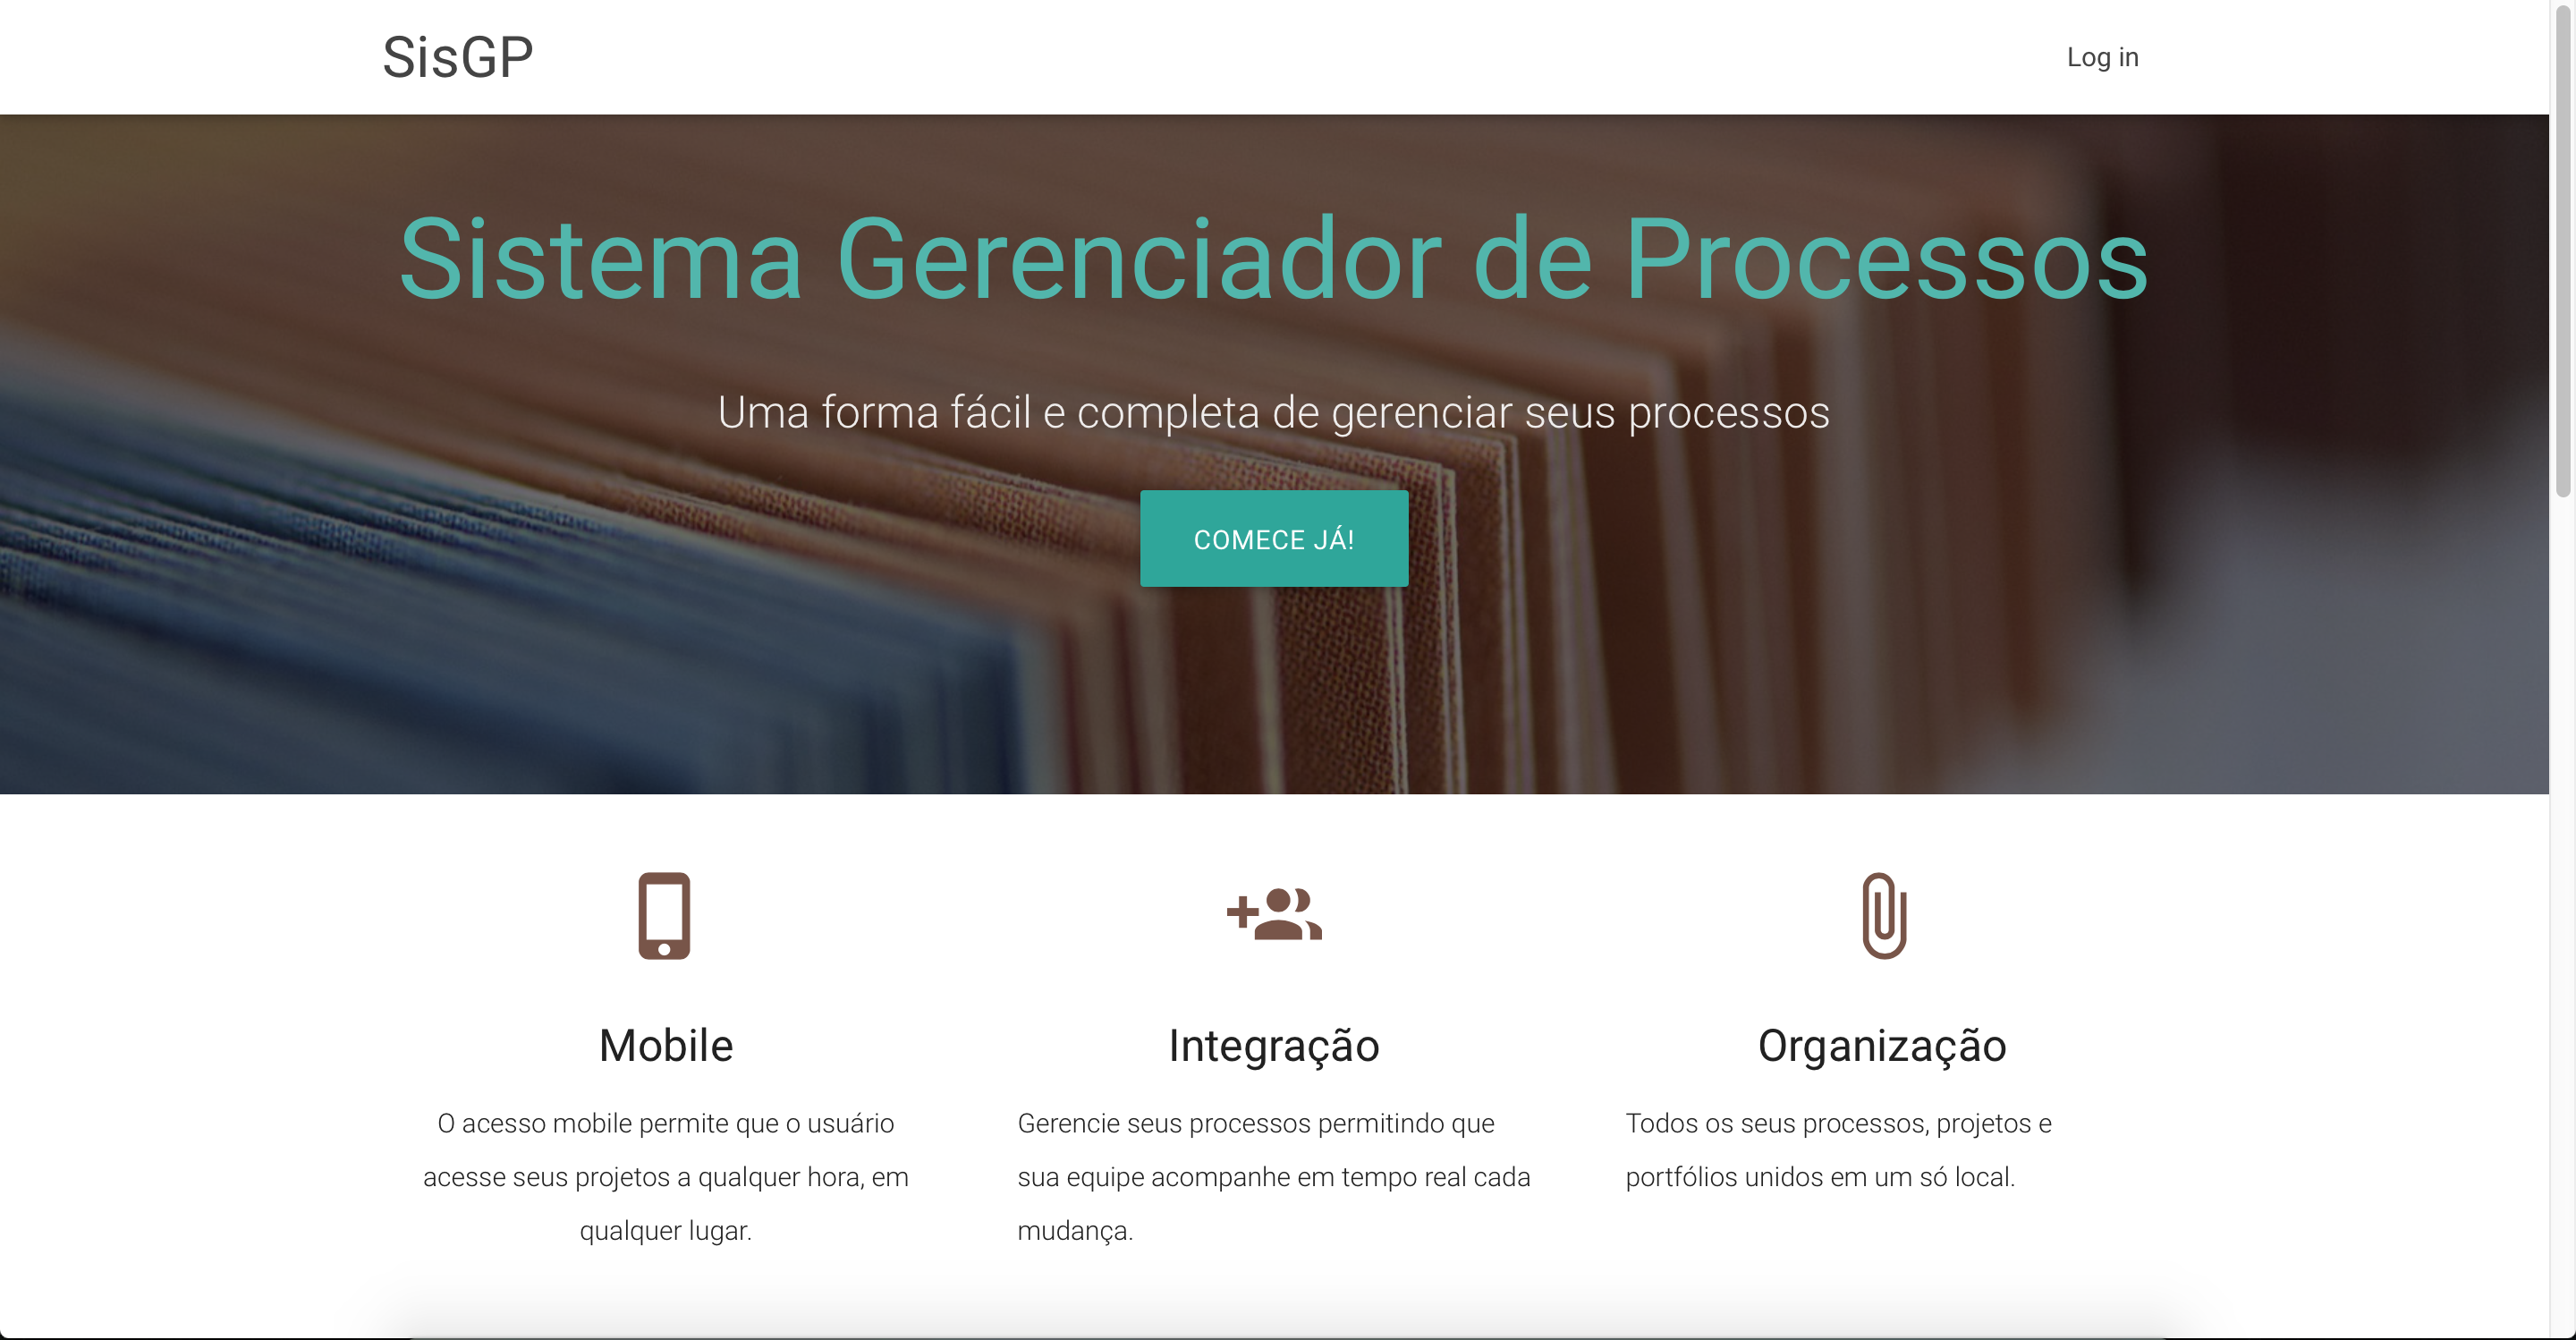 SisGP
Log in
Sistema Gerenciador de Processos
Uma forma fácil e completa de gerenciar seus processos
COMECE JÁ!
Mobile
O acesso mobile permite que o usuário
acesse seus projetos a qualquer hora, em
qualquer lugar.
Integração
Gerencie seus processos permitindo que
sua equipe acompanhe em tempo real cada
mudança.
Organização
Todos os seus processos, projetos e
portfólios unidos em um só local.